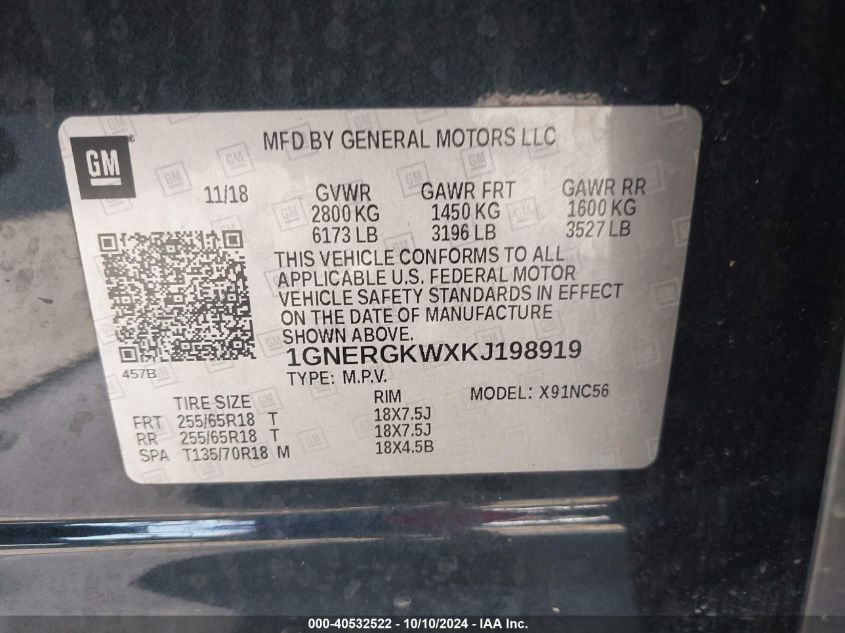 GM
MFD BY GENERAL MOTORS LLC
11/18 GVWR GAWR FRT GAWR RR
2800 KG 1450 KG 1600 KG
6173 LB 3196 LB 3527 LB
THIS VEHICLE CONFORMS TO ALL
APPLICABLE U.S. FEDERAL MOTOR
VEHICLE SAFETY STANDARDS IN EFFECT
ON THE DATE OF MANUFACTURE
SHOWN ABOVE.
1GNERGKWXKJ198919
457B
TYPE: M.P.V.
TIRE SIZE RIM MODEL: X91NC56
FRT 255/65R18 T 18X7.5J
RR 255/65R18 T 18X7.5J
SPA T135/70R18 M 18X4.5B
000-40532522 - 10/10/2024 - IAA Inc.